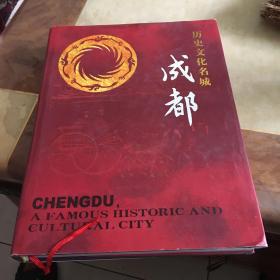 历史文化名城
成都
CHENGDU,
A FAMOUS HISTORIC AND
CULTURAL CITY